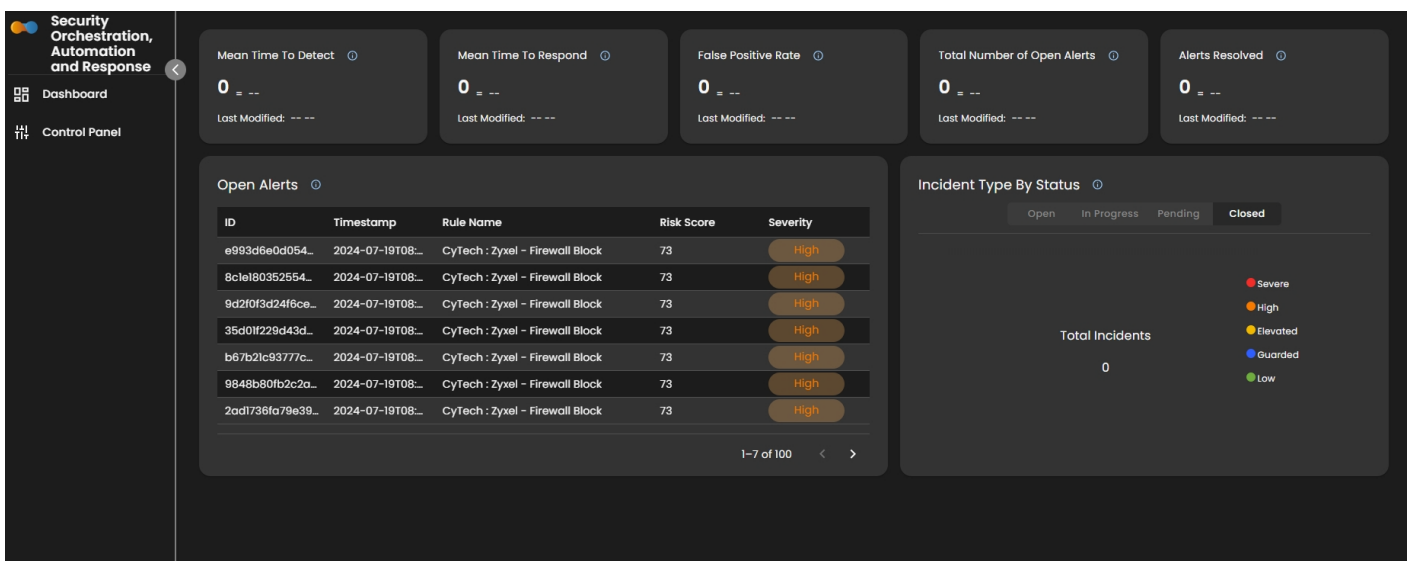 Security
Orchestration,
Automation
and Response
Dashboard
Control Panel
Mean Time To Detect
0 = --
Last Modified: -- --
Mean Time To Respond
0 = --
Last Modified: -- --
False Positive Rate
0 = --
Last Modified: -- --
Total Number of Open Alerts
0 = --
Last Modified: -- --
Alerts Resolved
0 = --
Last Modified: -- --
Open Alerts
ID Timestamp Rule Name Risk Score Severity
e993d6e0d054... 2024-07-19T08:... CyTech : Zyxel - Firewall Block 73 High
8c1e180352554... 2024-07-19T08:... CyTech : Zyxel - Firewall Block 73 High
9d2f0f3d24f6ce... 2024-07-19T08:... CyTech : Zyxel - Firewall Block 73 High
35d01f229d43d... 2024-07-19T08:... CyTech : Zyxel - Firewall Block 73 High
b67b21c93777c... 2024-07-19T08:... CyTech : Zyxel - Firewall Block 73 High
9848b80fb2c2a... 2024-07-19T08:... CyTech : Zyxel - Firewall Block 73 High
2ad1736fa79e39... 2024-07-19T08:... CyTech : Zyxel - Firewall Block 73 High
1–7 of 100
Incident Type By Status
Open In Progress Pending Closed
Total Incidents
0
Severe
High
Elevated
Guarded
Low